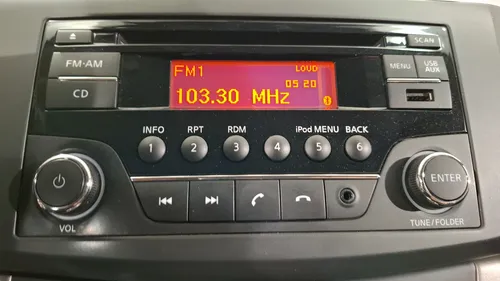 SCAN
FM·AM
CD
FM1
LOUD
05 20
103.30 MHz
MENU
USB
AUX
INFO
RPT
RDM
iPod MENU
BACK
1
2
3
4
5
6
VOL
ENTER
TUNE/FOLDER